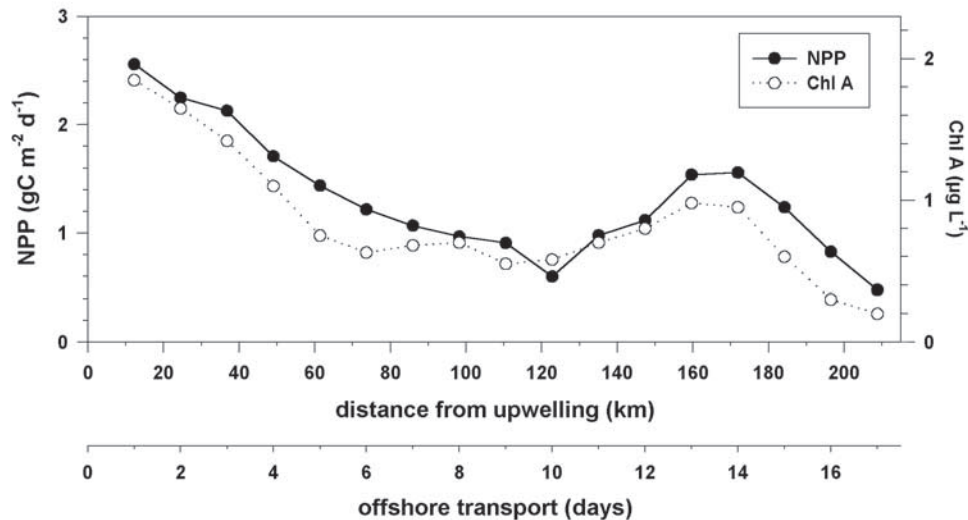 3
2
1
0
NPP (gC m⁻² d⁻¹)
NPP
Chl A
2
1
0
Chl A (µg L⁻¹)
0 20 40 60 80 100 120 140 160 180 200
distance from upwelling (km)
0 2 4 6 8 10 12 14 16
offshore transport (days)